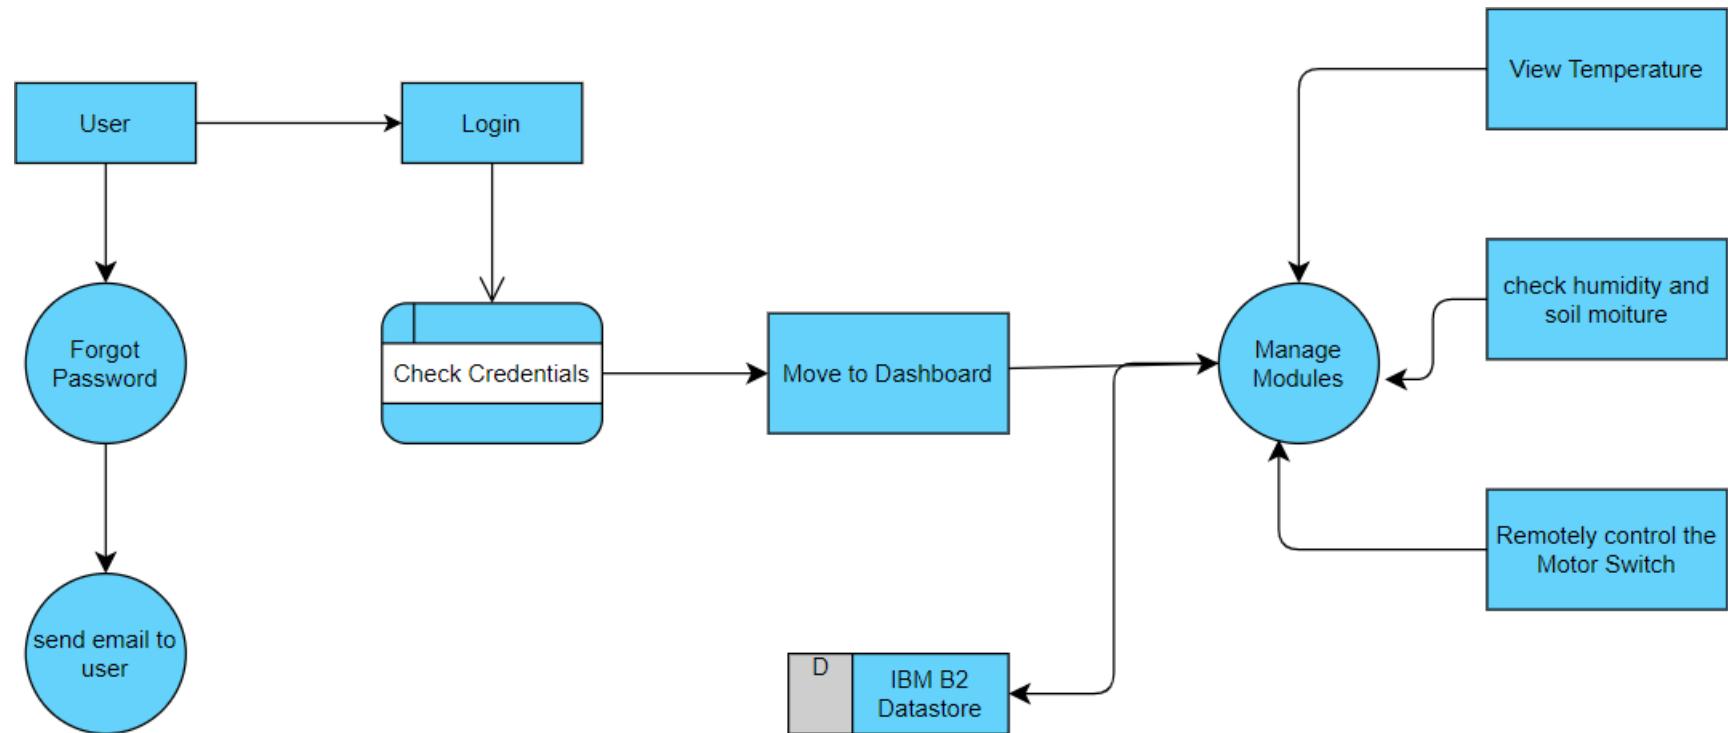 User
Login
View Temperature
check humidity and
soil moiture
Forgot
Password
Check Credentials
Move to Dashboard
Manage
Modules
Remotely control the
Motor Switch
send email to
user
D
IBM B2
Datastore